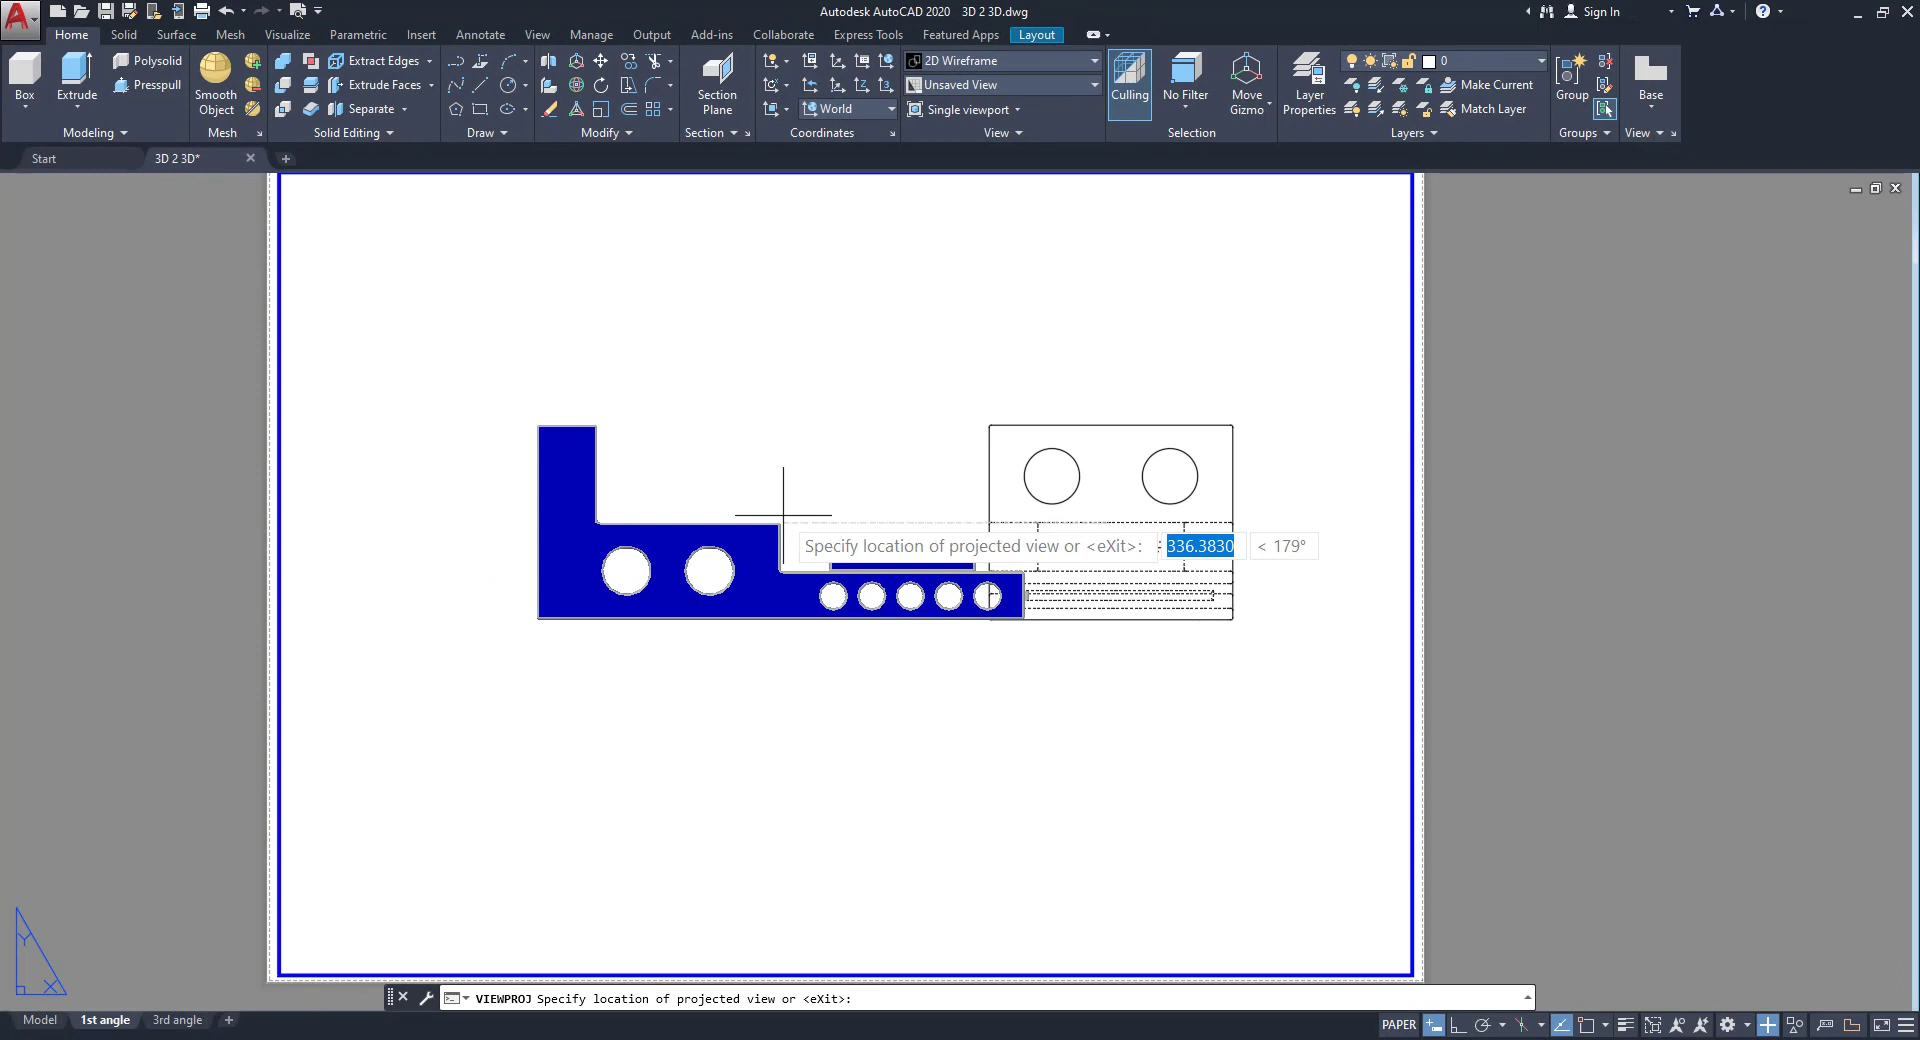 Autodesk AutoCAD 2020 3D 2 3D.dwg
Sign In
Home Solid Surface Mesh Visualize Parametric Insert Annotate View Manage Output Add-ins Collaborate Express Tools Featured Apps Layout
Polysolid
Presspull
Box
Extrude
Smooth
Object
Extract Edges
Extrude Faces
Separate
Section
Plane
World
2D Wireframe
Unsaved View
Single viewport
Culling
No Filter
Move
Gizmo
Layer
Properties
0
Make Current
Match Layer
Group
Base
Modeling Mesh Solid Editing Draw Modify Section Coordinates View Selection Layers Groups View
Start 3D 2 3D*
Specify location of projected view or <eXit>: 336.3830 < 179°
Y
X
VIEWPROJ Specify location of projected view or <eXit>:
Model 1st angle 3rd angle
PAPER